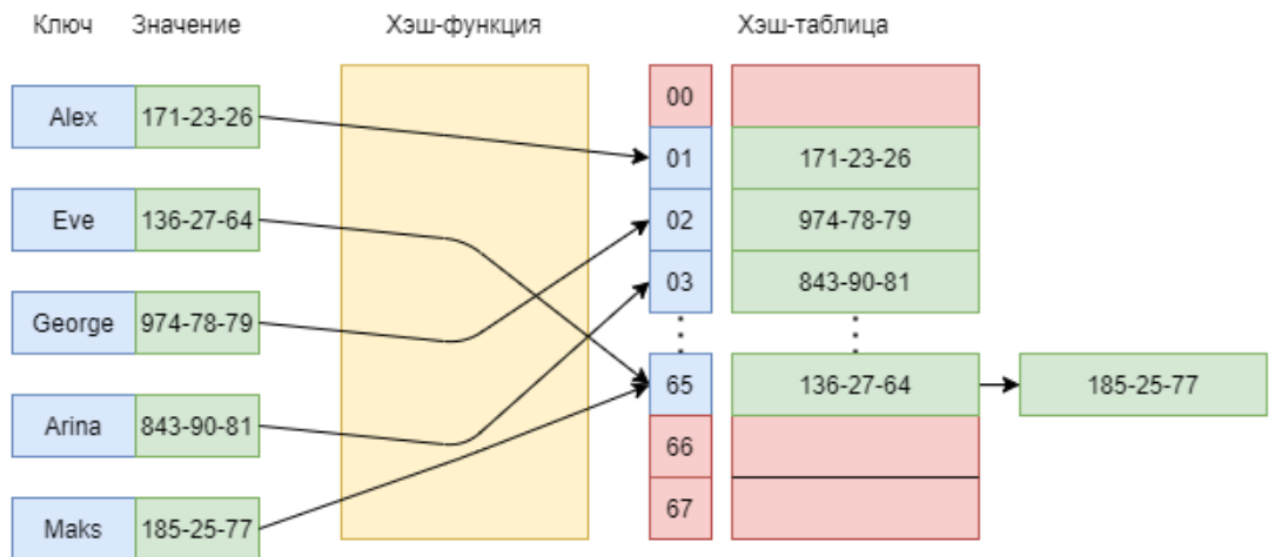 Ключ Значение Хэш-функция Хэш-таблица
00
Alex 171-23-26
01 171-23-26
Eve 136-27-64
02 974-78-79
03 843-90-81
George 974-78-79
65 136-27-64 185-25-77
Arina 843-90-81
66
67
Maks 185-25-77